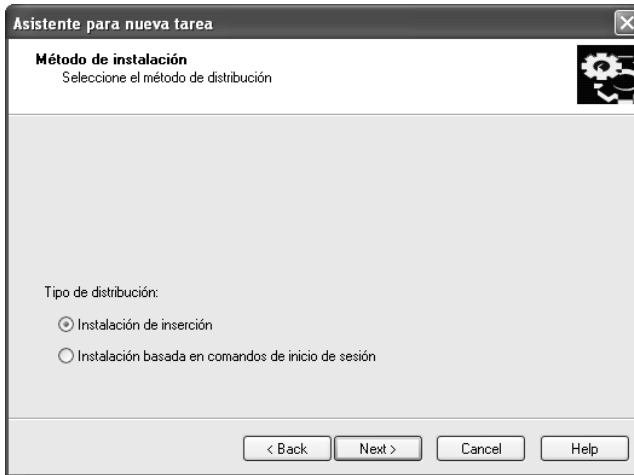 Asistente para nueva tarea
Método de instalación
Seleccione el método de distribución
Tipo de distribución:
Instalación de inserción
Instalación basada en comandos de inicio de sesión
< Back Next > Cancel Help